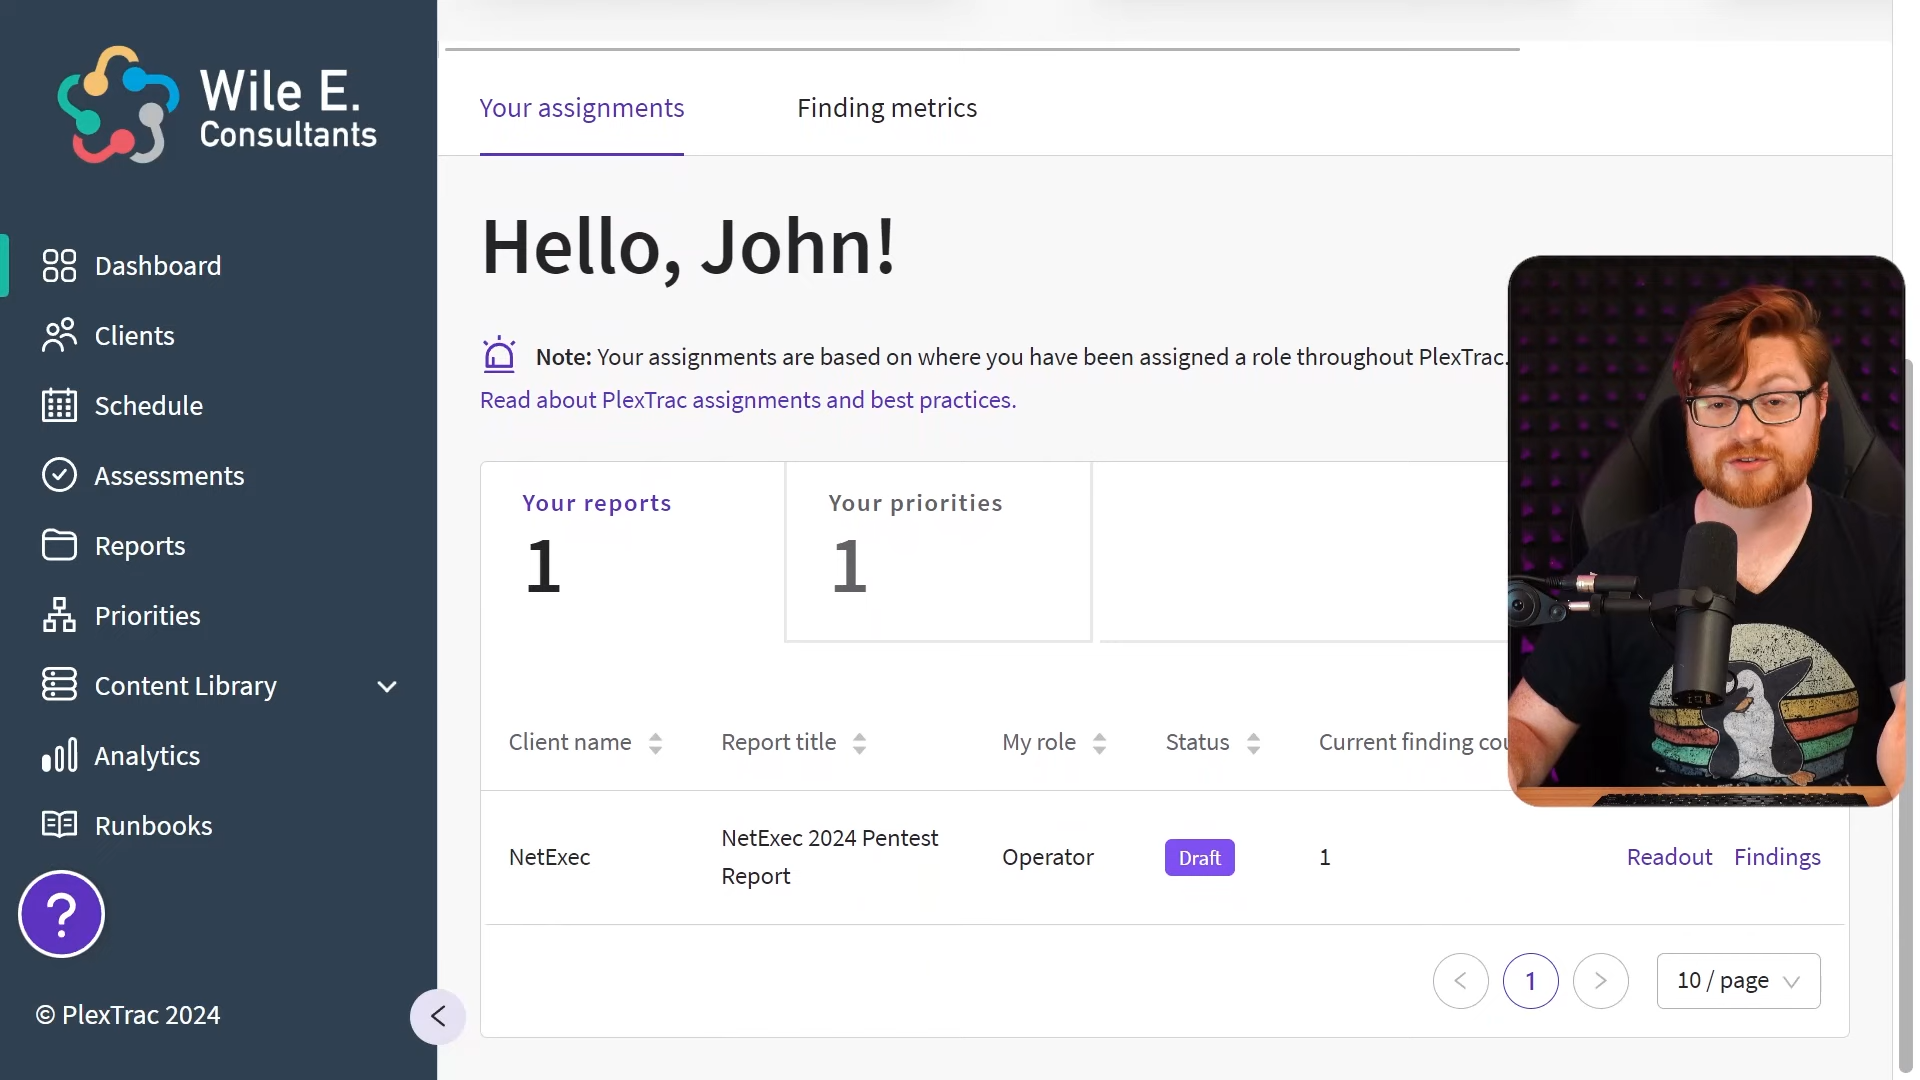 Wile E.
Consultants
Dashboard
Clients
Schedule
Assessments
Reports
Priorities
Content Library
Analytics
Runbooks
?
© PlexTrac 2024
Your assignments
Finding metrics
Hello, John!
Note: Your assignments are based on where you have been assigned a role throughout PlexTrac.
Read about PlexTrac assignments and best practices.
Your reports
1
Your priorities
1
Client name
Report title
My role
Status
Current finding cou
NetExec
NetExec 2024 Pentest
Report
Operator
Draft
1
Readout
Findings
1
10 / page